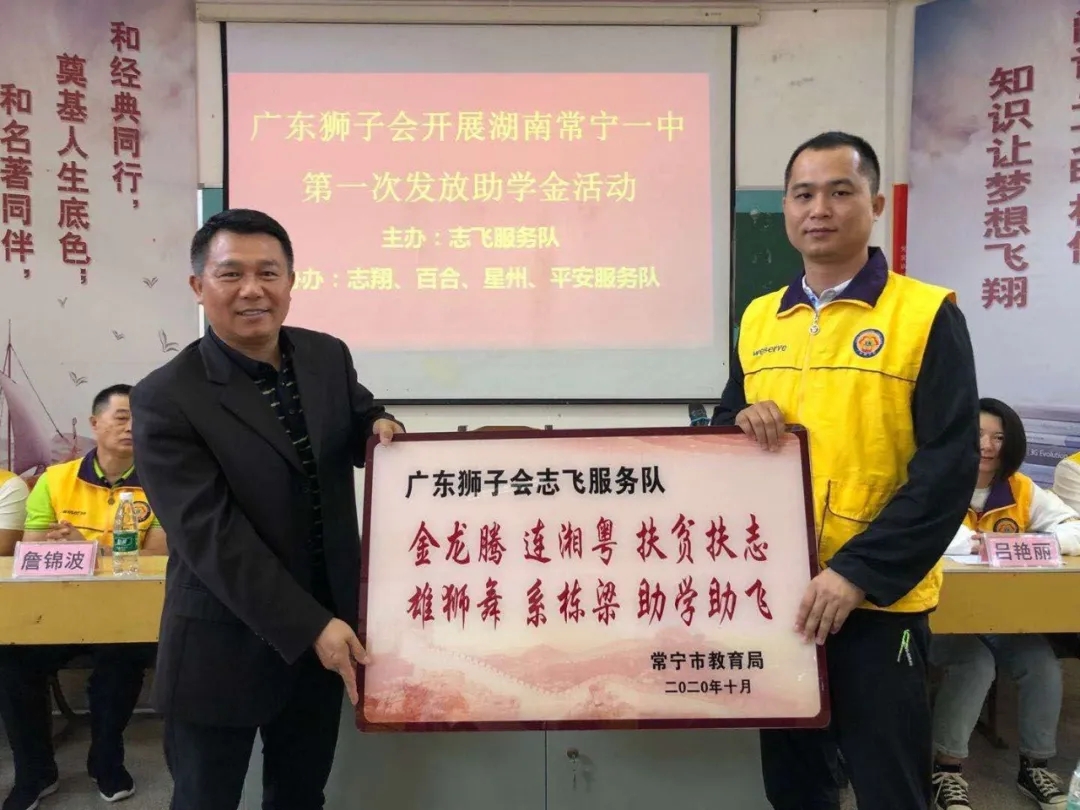 和经典同行，
奠基人生底色；
和名著同伴，
广东狮子会开展湖南常宁一中
第一次发放助学金活动
主办：志飞服务队
办：志翔、百合、星州、平安服务队
知识让梦想飞翔
weserve
广东狮子会志飞服务队
金龙腾 连湘粤 扶贫扶志
雄狮舞 系栋梁 助学助飞
常宁市教育局
二〇二〇年十月
詹锦波
吕艳丽